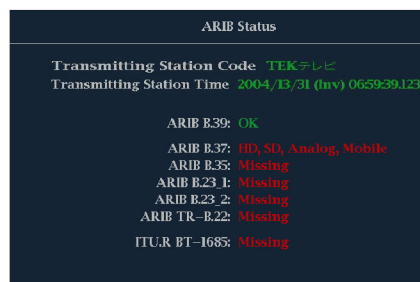 ARIB Status
Transmitting Station Code TEKテレビ
Transmitting Station Time 2004/13/31 (Inv) 06:59:39.123
ARIB B.39: OK
ARIB B.37: HD, SD, Analog, Mobile
ARIB B.35: Missing
ARIB B.23_1: Missing
ARIB B.23_2: Missing
ARIB TR-B.22: Missing
ITU.R BT-1685: Missing